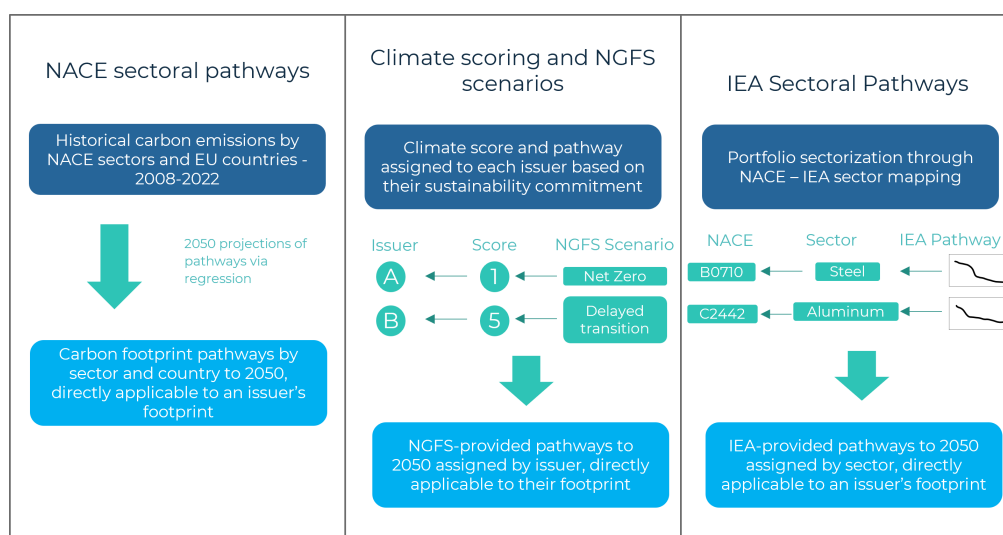 NACE sectoral pathways
Historical carbon emissions by
NACE sectors and EU countries -
2008-2022
2050 projections of
pathways via
regression
Carbon footprint pathways by
sector and country to 2050,
directly applicable to an issuer’s
footprint
Climate scoring and NGFS
scenarios
Climate score and pathway
assigned to each issuer based on
their sustainability commitment
Issuer Score NGFS Scenario
A 1 Net Zero
B 5 Delayed
transition
NGFS-provided pathways to
2050 assigned by issuer, directly
applicable to their footprint
IEA Sectoral Pathways
Portfolio sectorization through
NACE – IEA sector mapping
NACE Sector IEA Pathway
B0710 Steel
C2442 Aluminum
IEA-provided pathways to 2050
assigned by sector, directly
applicable to an issuer’s footprint